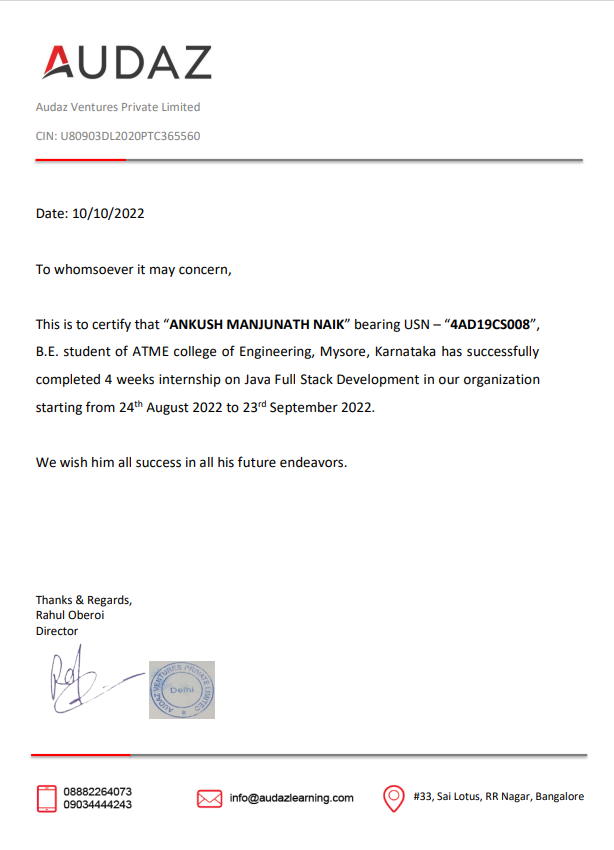 AUDAZ
Audaz Ventures Private Limited
CIN: U80903DL2020PTC365560
Date: 10/10/2022
To whomsoever it may concern,
This is to certify that “ANKUSH MANJUNATH NAIK” bearing USN – “4AD19CS008”,
B.E. student of ATME college of Engineering, Mysore, Karnataka has successfully
completed 4 weeks internship on Java Full Stack Development in our organization
starting from 24th August 2022 to 23rd September 2022.
We wish him all success in all his future endeavors.
Thanks & Regards,
Rahul Oberoi
Director
AUDAZ VENTURES PRIVATE LIMITED
Delhi
08882264073
09034444243
info@audazlearning.com
#33, Sai Lotus, RR Nagar, Bangalore